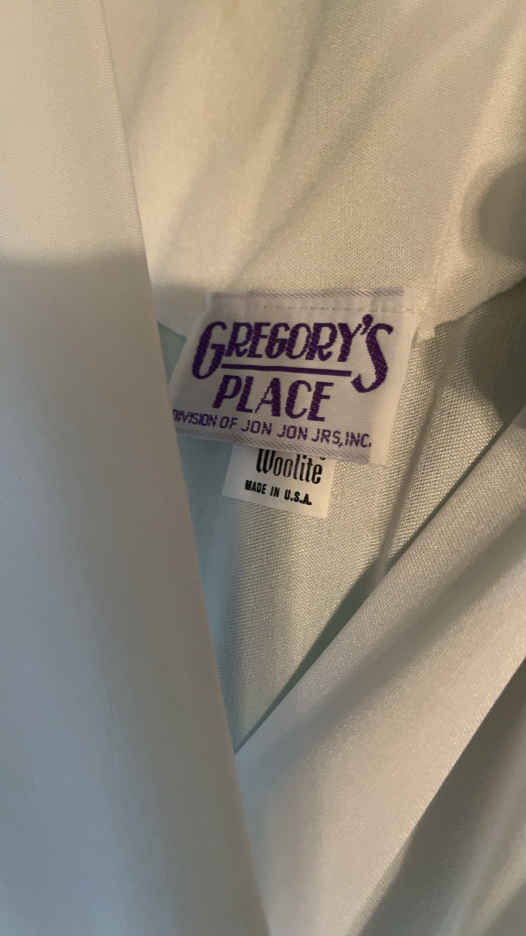 GREGORY'S
PLACE
DIVISION OF JON JON JRS, INC.
Woolite
MADE IN U.S.A.